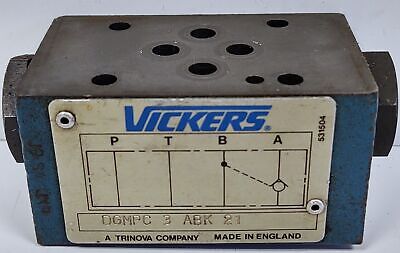 VICKERS®
P T B A
DGMPC 3 ABK 21
A TRINOVA COMPANY MADE IN ENGLAND
531504